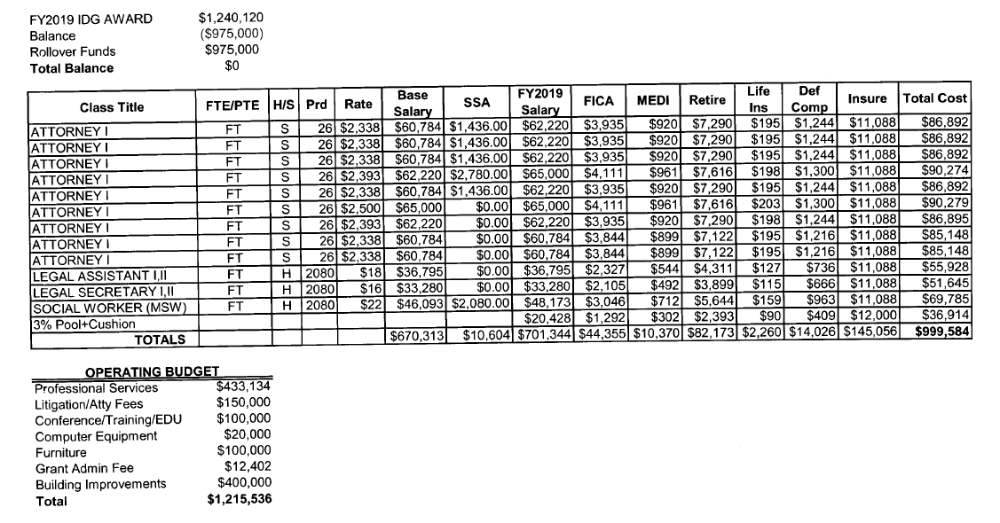 FY2019 IDG AWARD $1,240,120
Balance ($975,000)
Rollover Funds $975,000
Total Balance $0
Class Title FTE/PTE H/S Prd Rate Base Salary SSA FY2019 Salary FICA MEDI Retire Life Ins Def Comp Insure Total Cost
ATTORNEY I FT S 26 $2,338 $60,784 $1,436.00 $62,220 $3,935 $920 $7,290 $195 $1,244 $11,088 $86,892
ATTORNEY I FT S 26 $2,338 $60,784 $1,436.00 $62,220 $3,935 $920 $7,290 $195 $1,244 $11,088 $86,892
ATTORNEY I FT S 26 $2,338 $60,784 $1,436.00 $62,220 $3,935 $920 $7,290 $195 $1,244 $11,088 $86,892
ATTORNEY I FT S 26 $2,393 $62,220 $2,780.00 $65,000 $4,111 $961 $7,616 $198 $1,300 $11,088 $90,274
ATTORNEY I FT S 26 $2,338 $60,784 $1,436.00 $62,220 $3,935 $920 $7,290 $195 $1,244 $11,088 $86,892
ATTORNEY I FT S 26 $2,500 $65,000 $0.00 $65,000 $4,111 $961 $7,616 $203 $1,300 $11,088 $90,279
ATTORNEY I FT S 26 $2,393 $62,220 $0.00 $62,220 $3,935 $920 $7,290 $198 $1,244 $11,088 $86,895
ATTORNEY I FT S 26 $2,338 $60,784 $0.00 $60,784 $3,844 $899 $7,122 $195 $1,216 $11,088 $85,148
ATTORNEY I FT S 26 $2,338 $60,784 $0.00 $60,784 $3,844 $899 $7,122 $195 $1,216 $11,088 $85,148
LEGAL ASSISTANT I,II FT H 2080 $18 $36,795 $0.00 $36,795 $2,327 $544 $4,311 $127 $736 $11,088 $55,928
LEGAL SECRETARY I,II FT H 2080 $16 $33,280 $0.00 $33,280 $2,105 $492 $3,899 $115 $666 $11,088 $51,645
SOCIAL WORKER (MSW) FT H 2080 $22 $46,093 $2,080.00 $48,173 $3,046 $712 $5,644 $159 $963 $11,088 $69,785
3% Pool+Cushion $20,428 $1,292 $302 $2,393 $90 $409 $12,000 $36,914
TOTALS $670,313 $10,604 $701,344 $44,355 $10,370 $82,173 $2,260 $14,026 $145,056 $999,584
OPERATING BUDGET
Professional Services $433,134
Litigation/Atty Fees $150,000
Conference/Training/EDU $100,000
Computer Equipment $20,000
Furniture $100,000
Grant Admin Fee $12,402
Building Improvements $400,000
Total $1,215,536